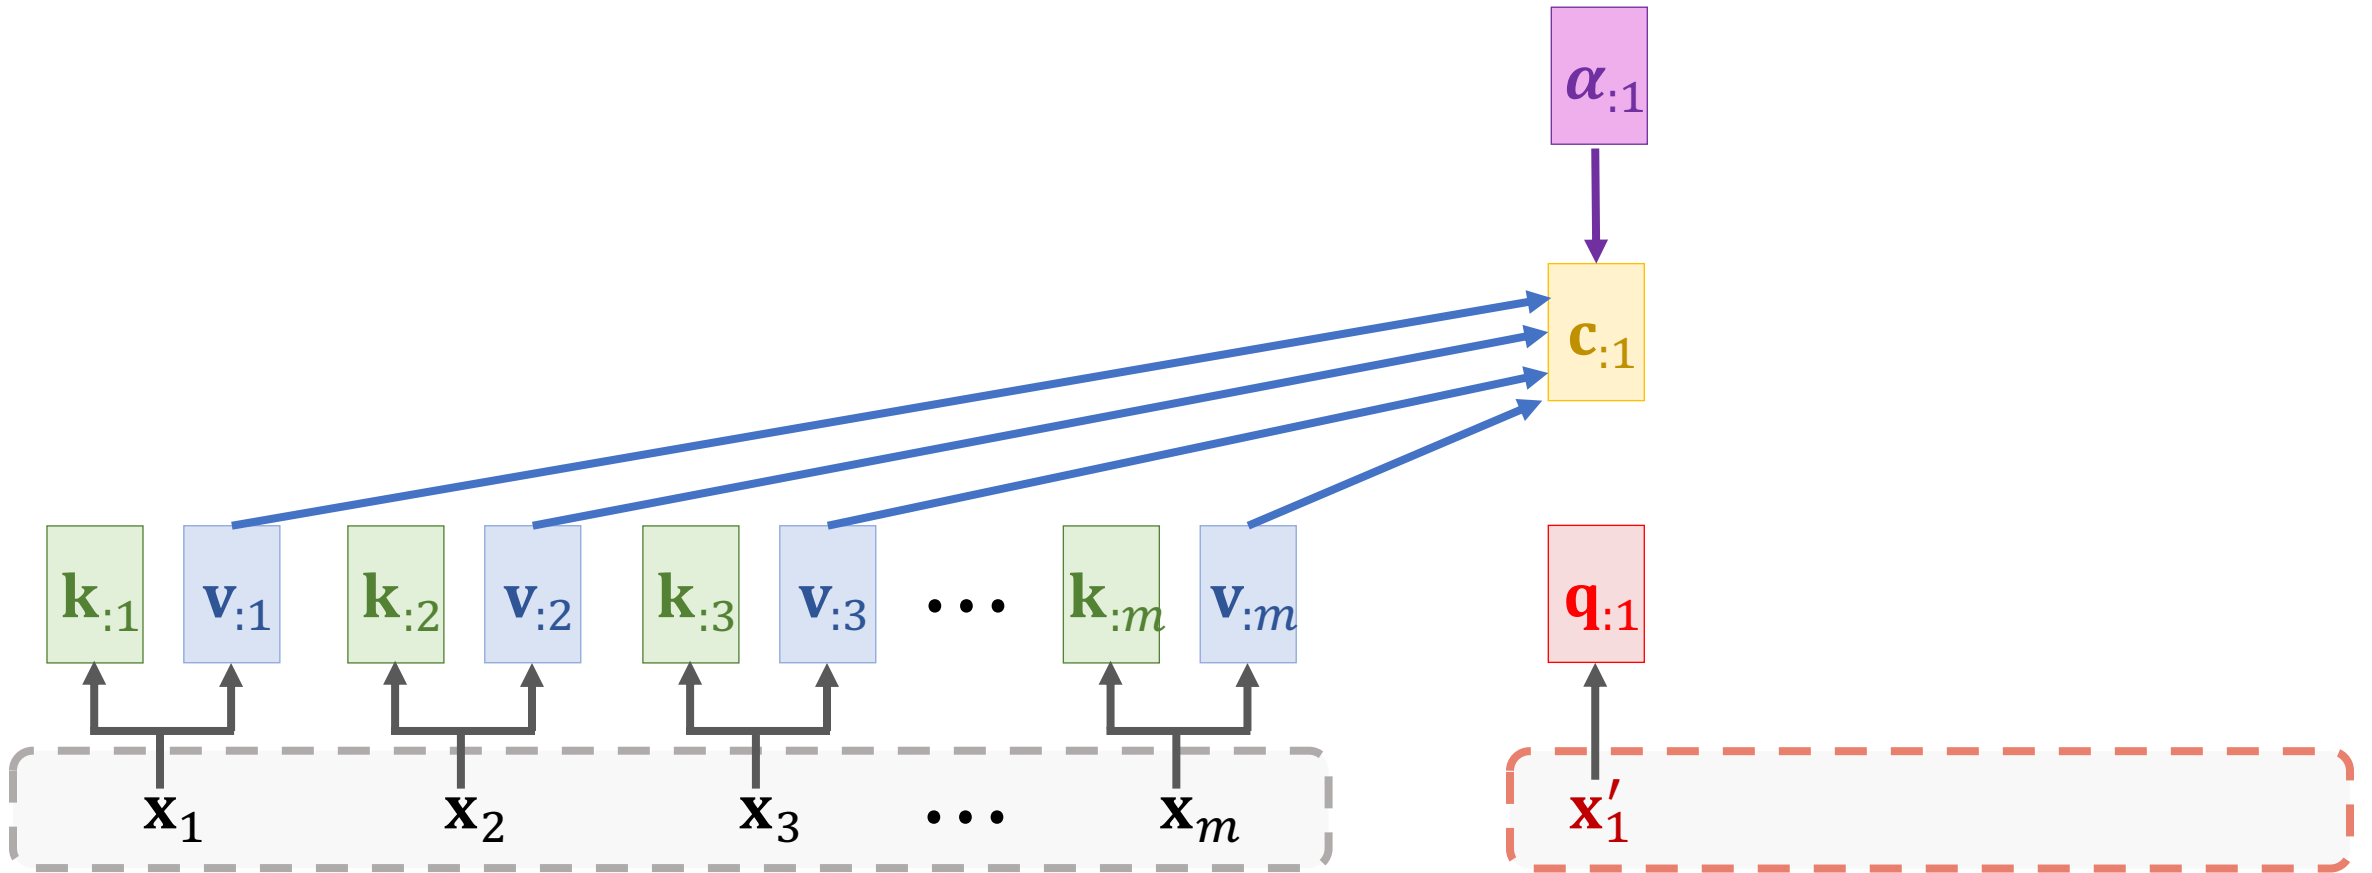 α:1
c:1
k:1 v:1 k:2 v:2 k:3 v:3 ... k:m v:m q:1
x1 x2 x3 ... xm x′1